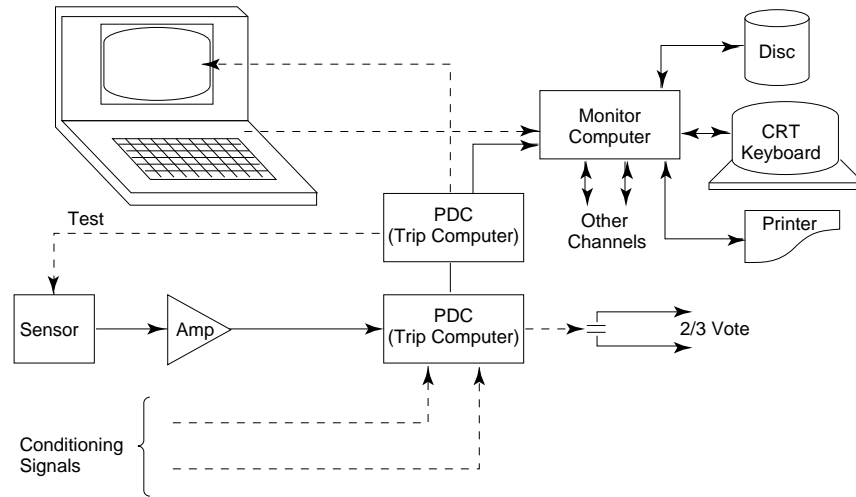 Disc
Monitor
Computer
CRT
Keyboard
Test
PDC
(Trip Computer)
Other
Channels
Printer
Sensor
Amp
PDC
(Trip Computer)
2/3 Vote
Conditioning
Signals